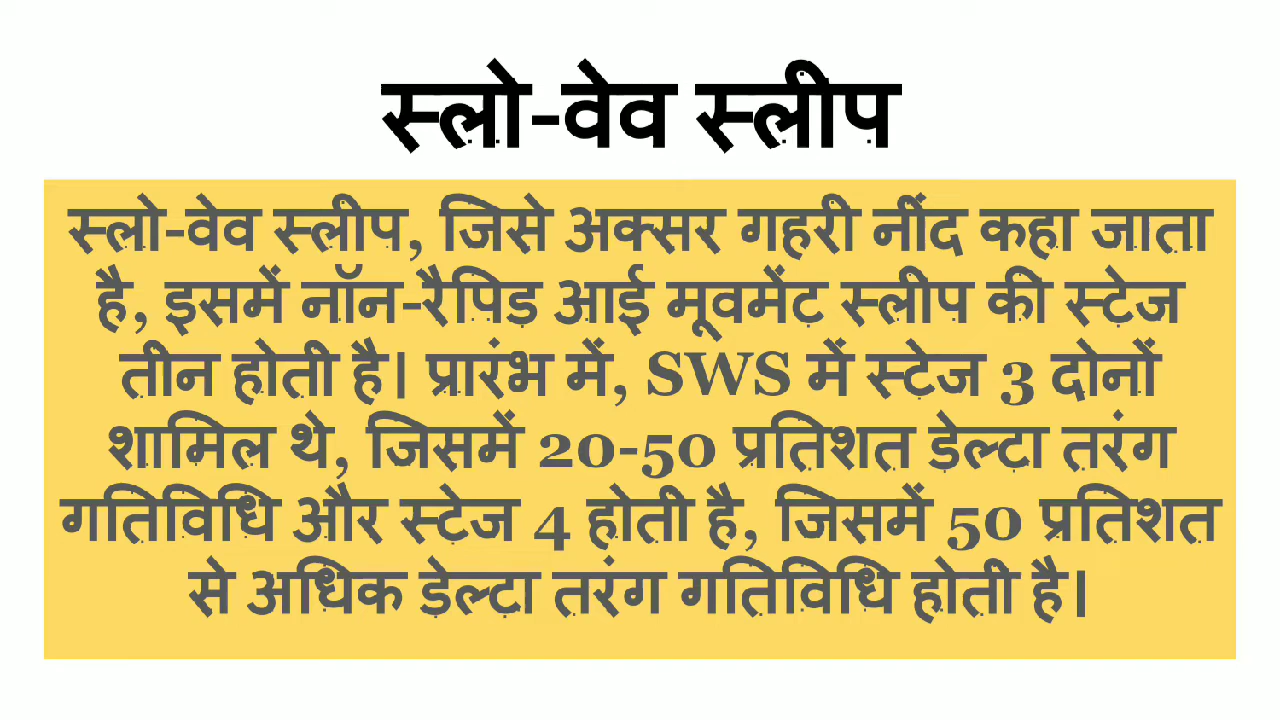 स्लो-वेव स्लीप
स्लो-वेव स्लीप, जिसे अक्सर गहरी नींद कहा जाता
है, इसमें नॉन-रैपिड़ आई मूवमेंट स्लीप की स्टेज
तीन होती है। प्रारंभ में, SWS में स्टेज 3 दोनों
शामिल थे, जिसमें 20-50 प्रतिशत डेल्टा तरंग
गतिविधि और स्टेज 4 होती है, जिसमें 50 प्रतिशत
से अधिक डेल्टा तरंग गतिविधि होती है।